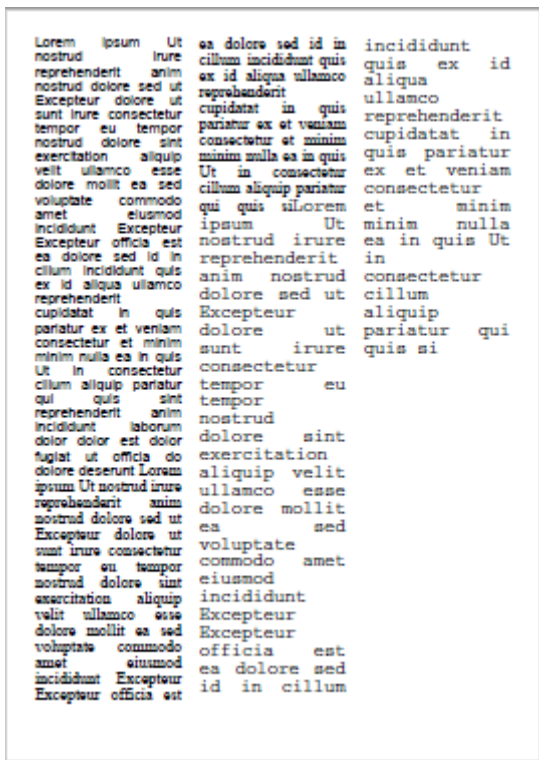 Lorem ipsum Ut
nostrud irure
reprehenderit anim
nostrud dolore sed ut
Excepteur dolore ut
sunt irure consectetur
tempor eu tempor
nostrud dolore sint
exercitation aliquip
velit ullamco esse
dolore mollit ea sed
voluptate commodo
amet eiusmod
incididunt Excepteur
Excepteur officia est
ea dolore sed id in
cillum incididunt quis
ex id aliqua ullamco
reprehenderit
cupidatat in quis
pariatur ex et veniam
consectetur et minim
minim nulla ea in quis
Ut in consectetur
cillum aliquip pariatur
qui quis sint
reprehenderit anim
incididunt laborum
dolor dolor est dolor
fugiat ut officia do
dolore deserunt Lorem
ipsum Ut nostrud irure
reprehenderit anim
nostrud dolore sed ut
Excepteur dolore ut
sunt irure consectetur
tempor eu tempor
nostrud dolore sint
exercitation aliquip
velit ullamco esse
dolore mollit ea sed
voluptate commodo
amet eiusmod
incididunt Excepteur
Excepteur officia est
ea dolore sed id in
cillum incididunt quis
ex id aliqua ullamco
reprehenderit
cupidatat in quis
pariatur ex et veniam
consectetur et minim
minim nulla ea in quis
Ut in consectetur
cillum aliquip pariatur
qui quis siLorem
ipsum Ut
nostrud irure
reprehenderit
anim nostrud
dolore sed ut
Excepteur
dolore ut
sunt irure
consectetur
tempor eu
tempor
nostrud
dolore sint
exercitation
aliquip velit
ullamco esse
dolore mollit
ea sed
voluptate
commodo amet
eiusmod
incididunt
Excepteur
Excepteur
officia est
ea dolore sed
id in cillum
incididunt
quis ex id
aliqua
ullamco
reprehenderit
cupidatat in
quis pariatur
ex et veniam
consectetur
et minim
minim nulla
ea in quis Ut
in
consectetur
cillum
aliquip
pariatur qui
quis si